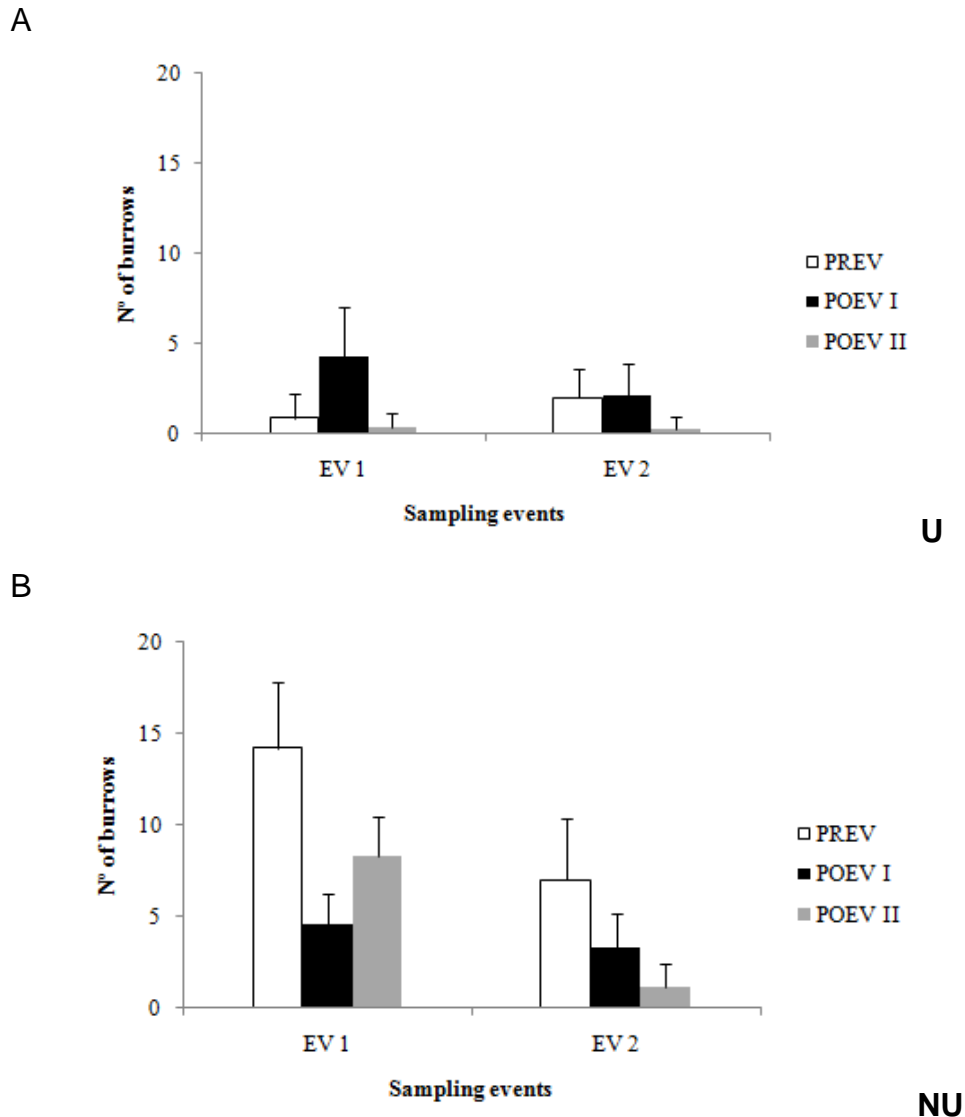 A
20
15
10
5
0
Nº of burrows
PREV
POEV I
POEV II
EV 1
EV 2
Sampling events
U
B
20
15
10
5
0
Nº of burrows
PREV
POEV I
POEV II
EV 1
EV 2
Sampling events
NU